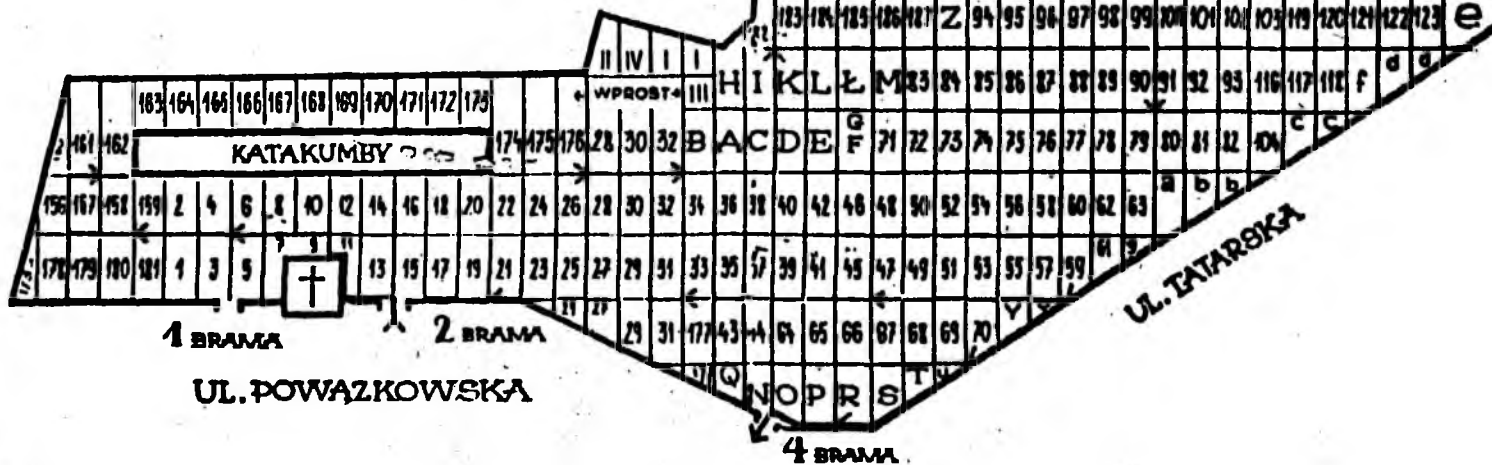 183 184 185 186 187 Z 94 95 96 97 98 99 100 101 103 119 120 121 122 123 e
II IV I I H I K L Ł M 83 84 85 86 87 88 89 90 91 92 93 116 117 118 f d d
WPROST III
163 164 165 166 167 168 169 170 171 172 173
161 162 KATAKUMBY 174 175 176 28 30 32 B A C D E G F 71 72 73 74 75 76 77 78 79 80 81 82 104 c c
156 157 158 159 2 4 6 8 10 12 14 16 18 20 22 24 26 28 30 32 34 36 38 40 42 46 48 50 52 54 56 58 60 62 63 a b b
7 9 11 61
178 179 180 181 1 3 5 13 15 17 19 21 23 25 27 29 31 33 35 37 39 41 45 47 49 51 53 55 57 59
27 29 31 177 43 44 64 65 66 67 68 69 70 Y
Q N O P R S T
1 BRAMA
2 BRAMA
4 BRAMA
UL. POWĄZKOWSKA
UL. TATARSKA